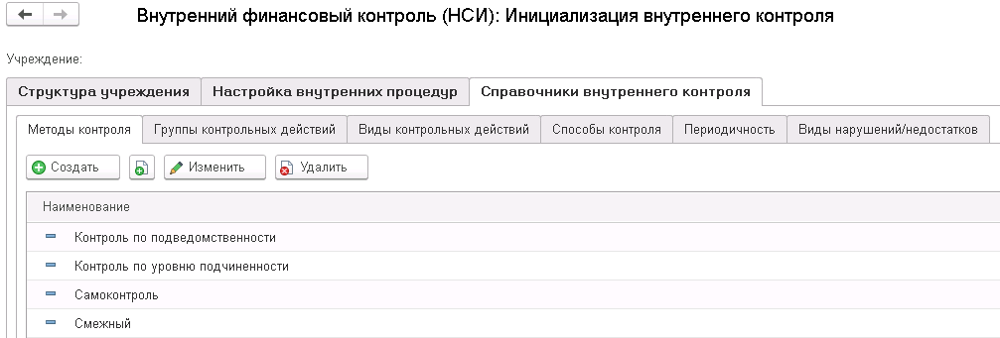 Внутренний финансовый контроль (НСИ): Инициализация внутреннего контроля
Учреждение:
Структура учреждения Настройка внутренних процедур Справочники внутреннего контроля
Методы контроля Группы контрольных действий Виды контрольных действий Способы контроля Периодичность Виды нарушений/недостатков
Создать Изменить Удалить
Наименование
Контроль по подведомственности
Контроль по уровню подчиненности
Самоконтроль
Смежный